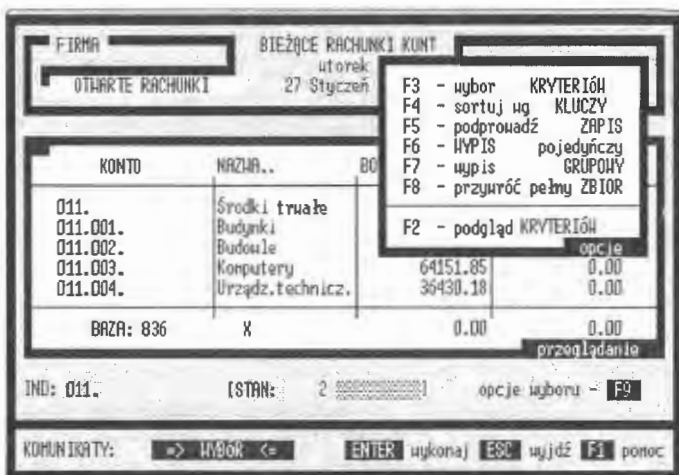 FIRMA
OTWARTE RACHUNKI
BIEŻĄCE RACHUNKI KONT
utorek
27 Styczeń
F3 - wybor KRYTERIóW
F4 - sortuj wg KLUCZY
F5 - podprowadź ZAPIS
F6 - WYPIS pojedyńczy
F7 - wypis GRUPOWY
F8 - przywróć pełny ZBIOR
F2 - podgląd KRYTERIóW
opcje
KONTO NAZWA.. BO
011. Środki trwałe
011.001. Budynki
011.002. Budowle
011.003. Komputery 64151.85 0.00
011.004. Urządz.technicz. 36430.18 0.00
BAZA: 836 X 0.00 0.00
przeglądanie
IND: 011. [STAN: 2 ] opcje wyboru - F9
KOMUNIKATY: => WYBÓR <= ENTER wykonaj ESC wyjdź F1 pomoc